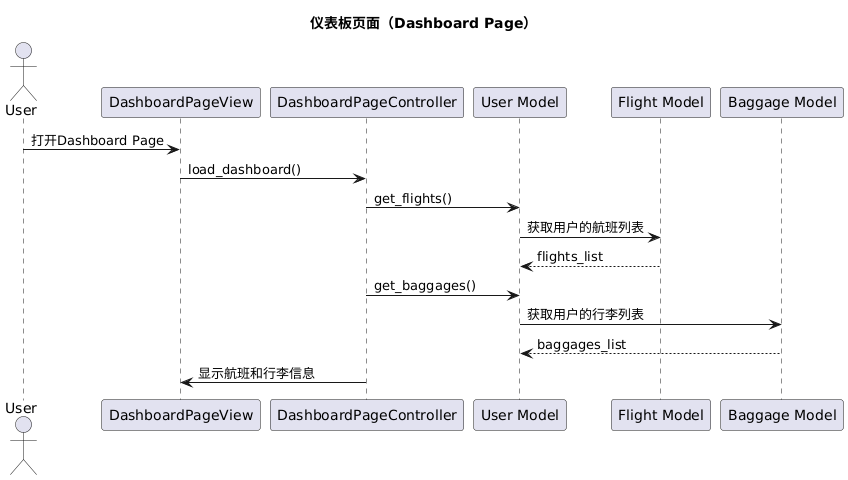 仪表板页面（Dashboard Page）
User
DashboardPageView
DashboardPageController
User Model
Flight Model
Baggage Model
打开Dashboard Page
load_dashboard()
get_flights()
获取用户的航班列表
flights_list
get_baggages()
获取用户的行李列表
baggages_list
显示航班和行李信息
User
DashboardPageView
DashboardPageController
User Model
Flight Model
Baggage Model